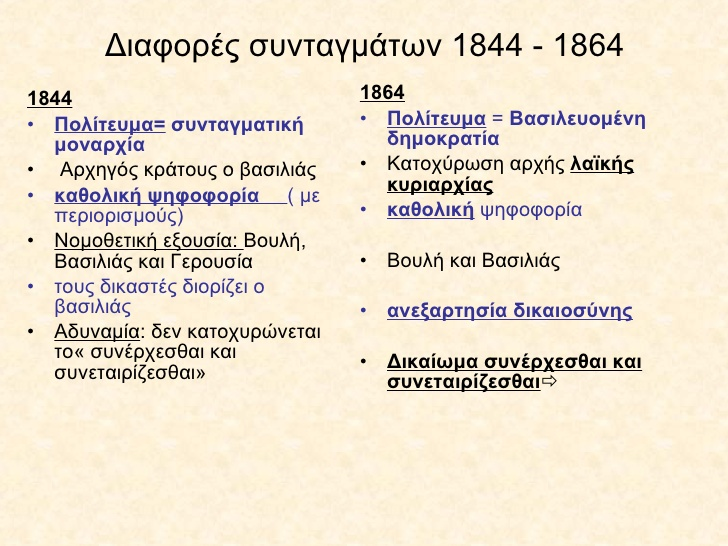 Διαφορές συνταγμάτων 1844 - 1864
1844
• Πολίτευμα= συνταγματική
μοναρχία
• Αρχηγός κράτους ο βασιλιάς
• καθολική ψηφοφορία ( με
περιορισμούς)
• Νομοθετική εξουσία: Βουλή,
Βασιλιάς και Γερουσία
• τους δικαστές διορίζει ο
βασιλιάς
• Αδυναμία: δεν κατοχυρώνεται
το« συνέρχεσθαι και
συνεταιρίζεσθαι»
1864
• Πολίτευμα = Βασιλευομένη
δημοκρατία
• Κατοχύρωση αρχής λαϊκής
κυριαρχίας
• καθολική ψηφοφορία
• Βουλή και Βασιλιάς
• ανεξαρτησία δικαιοσύνης
• Δικαίωμα συνέρχεσθαι και
συνεταιρίζεσθαι⇨